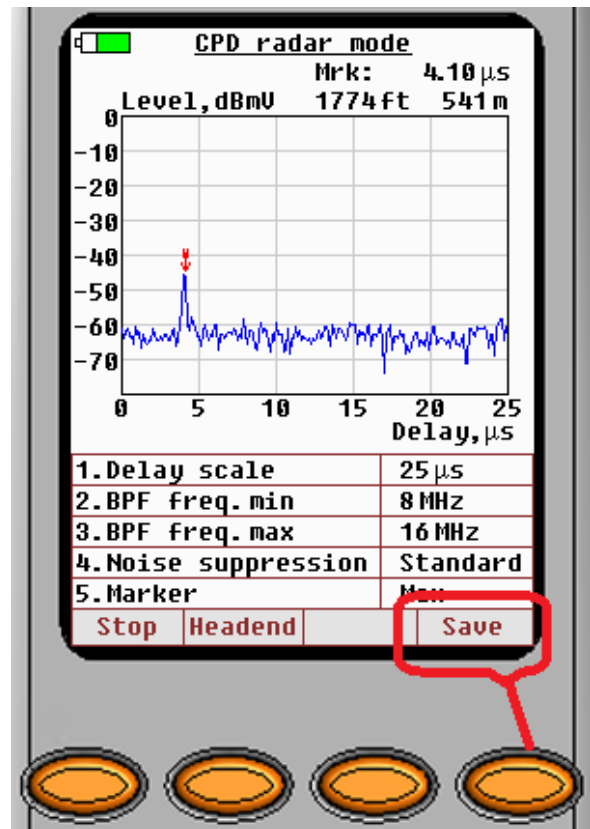 CPD radar mode
Mrk: 4.10 µs
Level,dBmV 1774ft 541m
0
-10
-20
-30
-40
-50
-60
-70
0 5 10 15 20 25
Delay,µs
1.Delay scale 25µs
2.BPF freq.min 8MHz
3.BPF freq.max 16MHz
4.Noise suppression Standard
5.Marker
Stop Headend Save